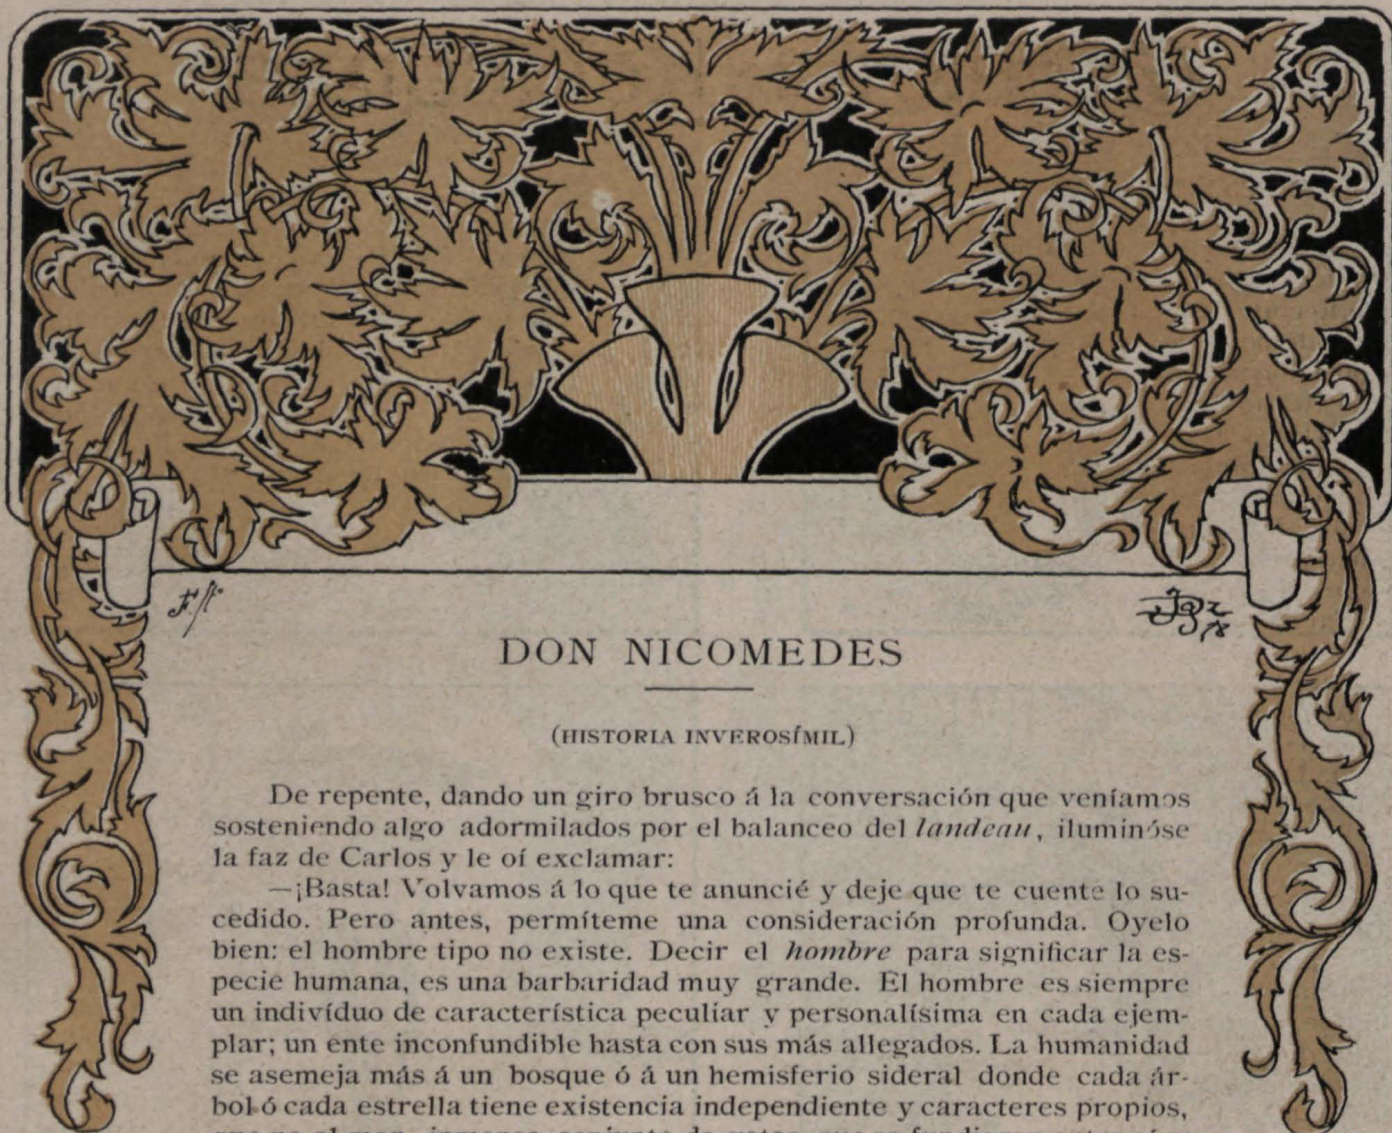 DON NICOMEDES
(HISTORIA INVEROSÍMIL)
De repente, dando un giro brusco á la conversación que veníamos
sosteniendo algo adormilados por el balanceo del landeau, iluminóse
la faz de Carlos y le oí exclamar:
—¡Basta! Volvamos á lo que te anuncié y deje que te cuente lo su-
cedido. Pero antes, permíteme una consideración profunda. Oyelo
bien: el hombre tipo no existe. Decir el hombre para significar la es-
pecie humana, es una barbaridad muy grande. El hombre es siempre
un indivíduo de característica peculiar y personalísima en cada ejem-
plar; un ente inconfundible hasta con sus más allegados. La humanidad
se asemeja más á un bosque ó á un hemisferio sideral donde cada ár-
bol ó cada estrella tiene existencia independiente y caracteres propios,